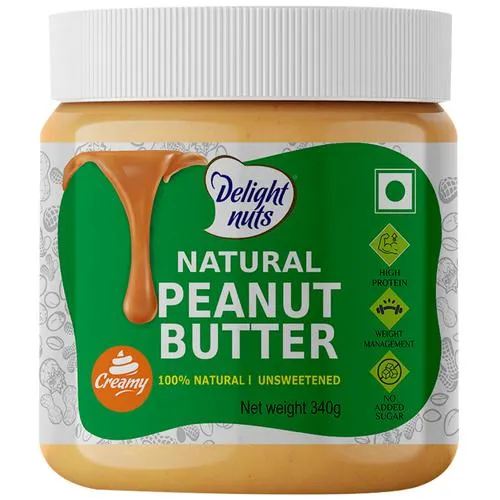 Delight
nuts
NATURAL
PEANUT
BUTTER
Creamy
100% NATURAL | UNSWEETENED
Net weight 340g
HIGH
PROTEIN
WEIGHT
MANAGEMENT
NO
ADDED
SUGAR